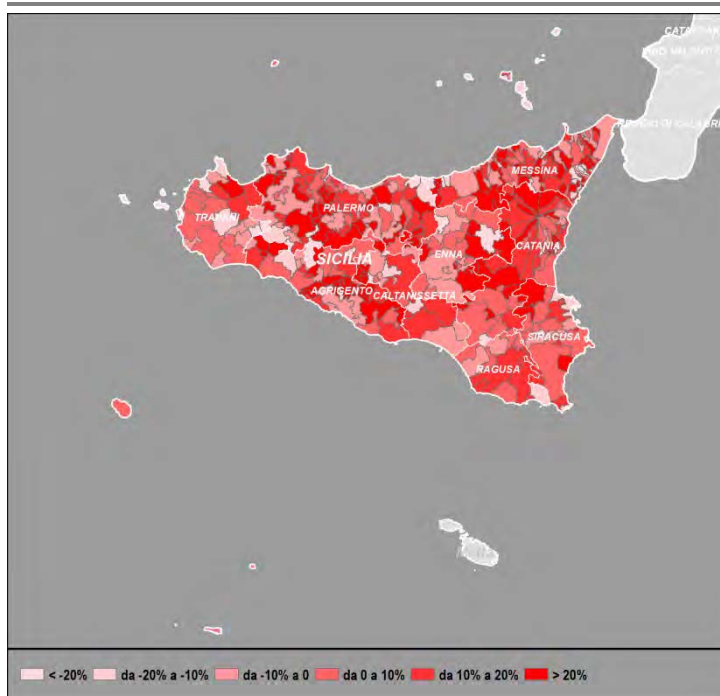 MESSINA
PALERMO
TRAPANI
CATANIA
ENNA
SICILIA
AGRIGENTO
CALTANISSETTA
SIRACUSA
RAGUSA
< -20% da -20% a -10% da -10% a 0 da 0 a 10% da 10% a 20% > 20%